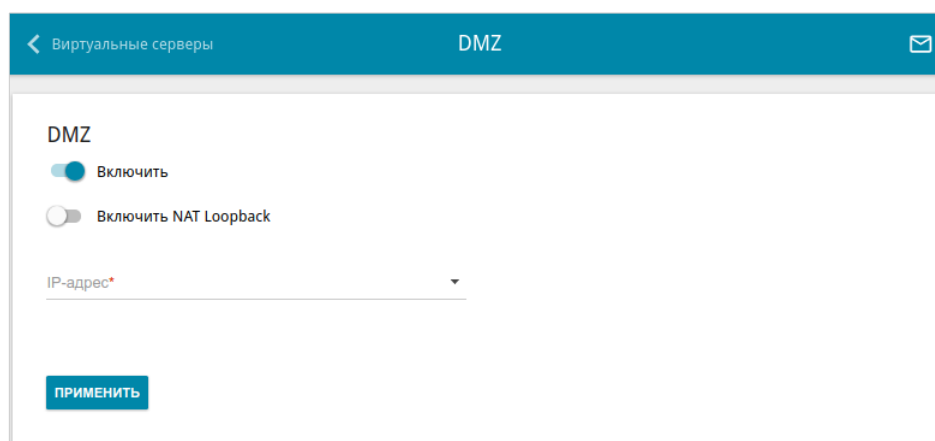 Виртуальные серверы
DMZ
DMZ
Включить
Включить NAT Loopback
IP-адрес*
ПРИМЕНИТЬ